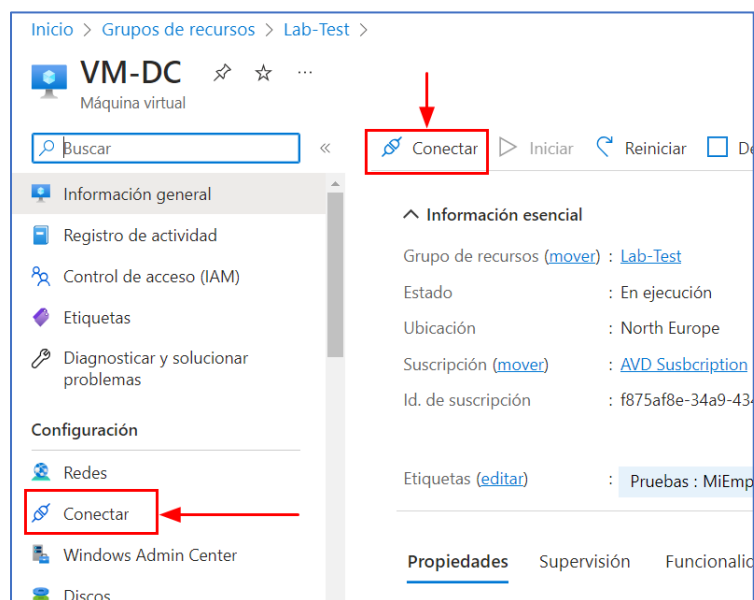 Inicio > Grupos de recursos > Lab-Test >
VM-DC ...
Máquina virtual
Buscar «
Conectar Iniciar Reiniciar De
Información general
Registro de actividad
Control de acceso (IAM)
Etiquetas
Diagnosticar y solucionar
problemas
Configuración
Redes
Conectar
Windows Admin Center
Discos
Información esencial
Grupo de recursos (mover) : Lab-Test
Estado : En ejecución
Ubicación : North Europe
Suscripción (mover) : AVD Susbcription
Id. de suscripción : f875af8e-34a9-434
Etiquetas (editar) : Pruebas : MiEmp
Propiedades Supervisión Funcionalid